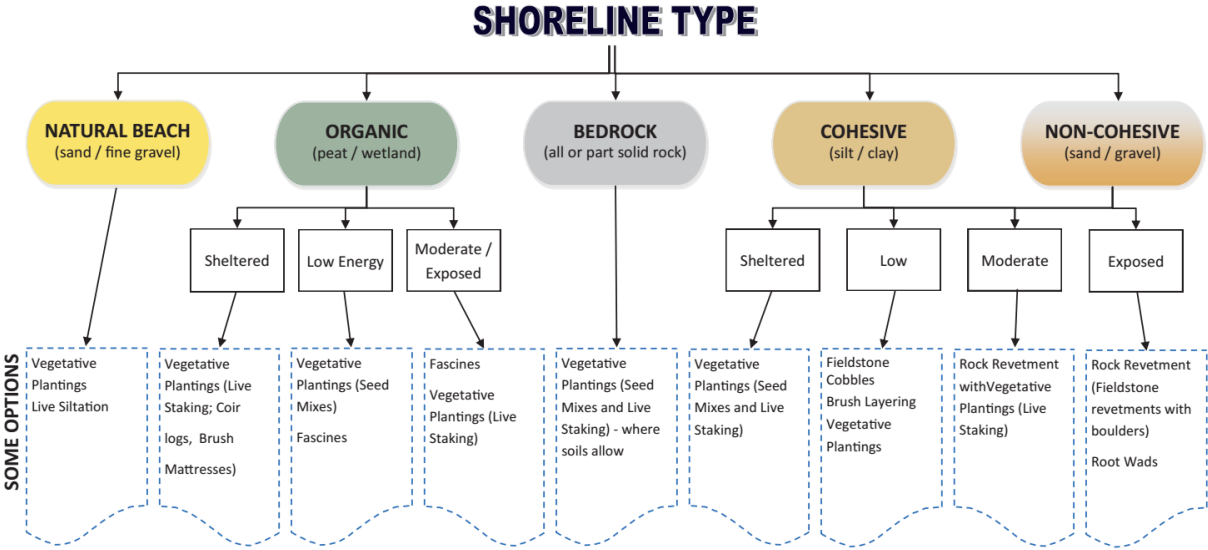 SHORELINE TYPE
NATURAL BEACH
(sand / fine gravel)
ORGANIC
(peat / wetland)
BEDROCK
(all or part solid rock)
COHESIVE
(silt / clay)
NON-COHESIVE
(sand / gravel)
Sheltered
Low Energy
Moderate /
Exposed
Sheltered
Low
Moderate
Exposed
SOME OPTIONS
Vegetative
Plantings
Live Siltation
Vegetative
Plantings (Live
Staking; Coir
logs, Brush
Mattresses)
Vegetative
Plantings (Seed
Mixes)
Fascines
Fascines
Vegetative
Plantings (Live
Staking)
Vegetative
Plantings (Seed
Mixes and Live
Staking) - where
soils allow
Vegetative
Plantings (Seed
Mixes and Live
Staking)
Fieldstone
Cobbles
Brush Layering
Vegetative
Plantings
Rock Revetment
withVegetative
Plantings (Live
Staking)
Rock Revetment
(Fieldstone
revetments with
boulders)
Root Wads